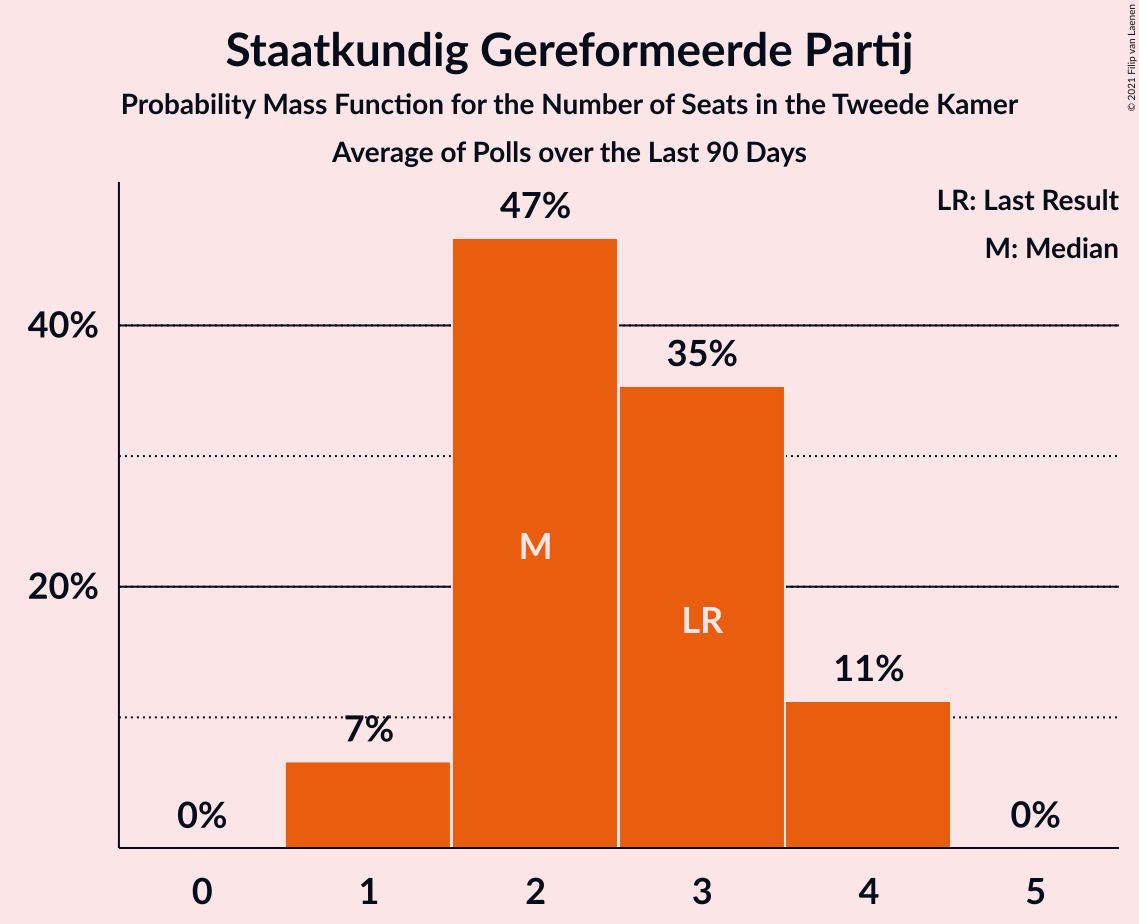 Staatkundig Gereformeerde Partij
Probability Mass Function for the Number of Seats in the Tweede Kamer
Average of Polls over the Last 90 Days
© 2021 Filip van Laenen
LR: Last Result
M: Median
47%
40%
35%
M
20%
LR
11%
7%
0%
0%
0 1 2 3 4 5